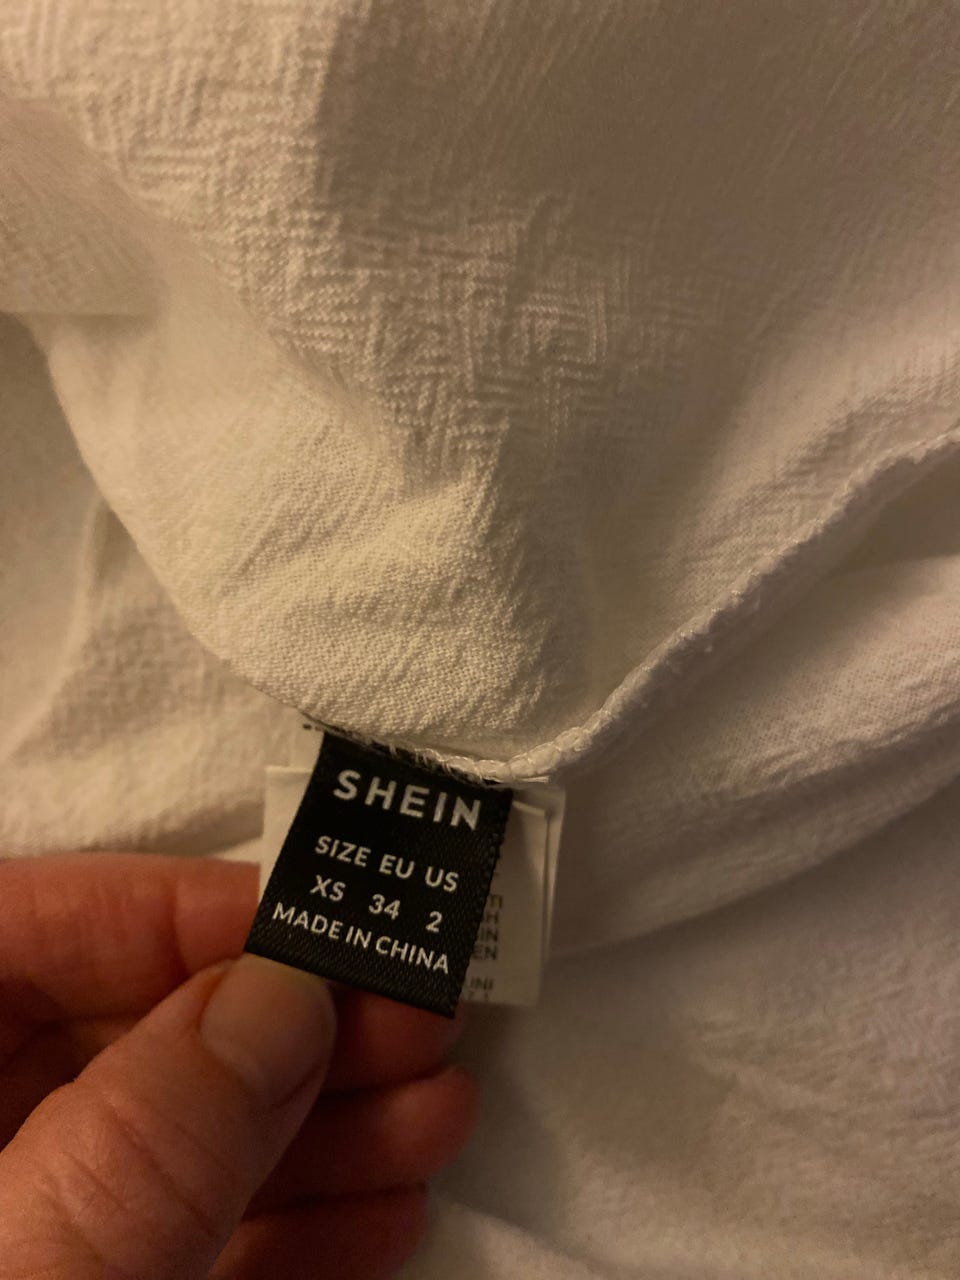 SHEIN
SIZE EU US
XS 34 2
MADE IN CHINA